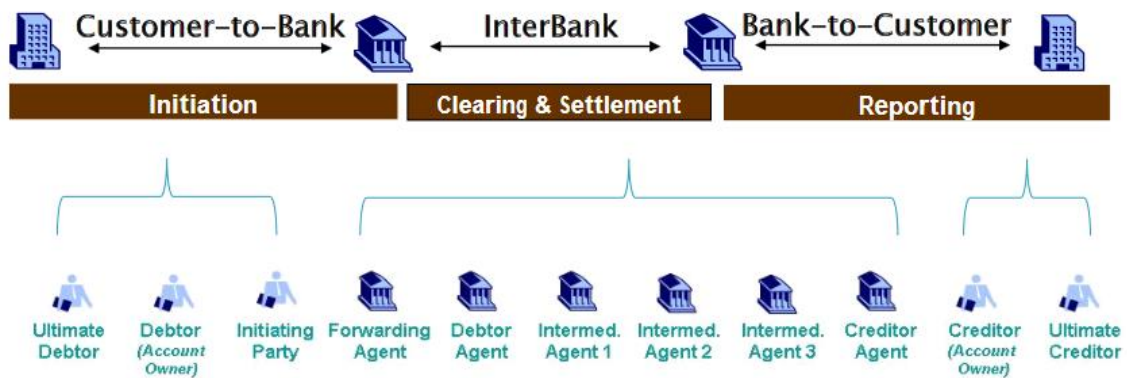 Customer-to-Bank
InterBank
Bank-to-Customer
Initiation
Clearing & Settlement
Reporting
Ultimate
Debtor
Debtor
(Account
Owner)
Initiating
Party
Forwarding
Agent
Debtor
Agent
Intermed.
Agent 1
Intermed.
Agent 2
Intermed.
Agent 3
Creditor
Agent
Creditor
(Account
Owner)
Ultimate
Creditor